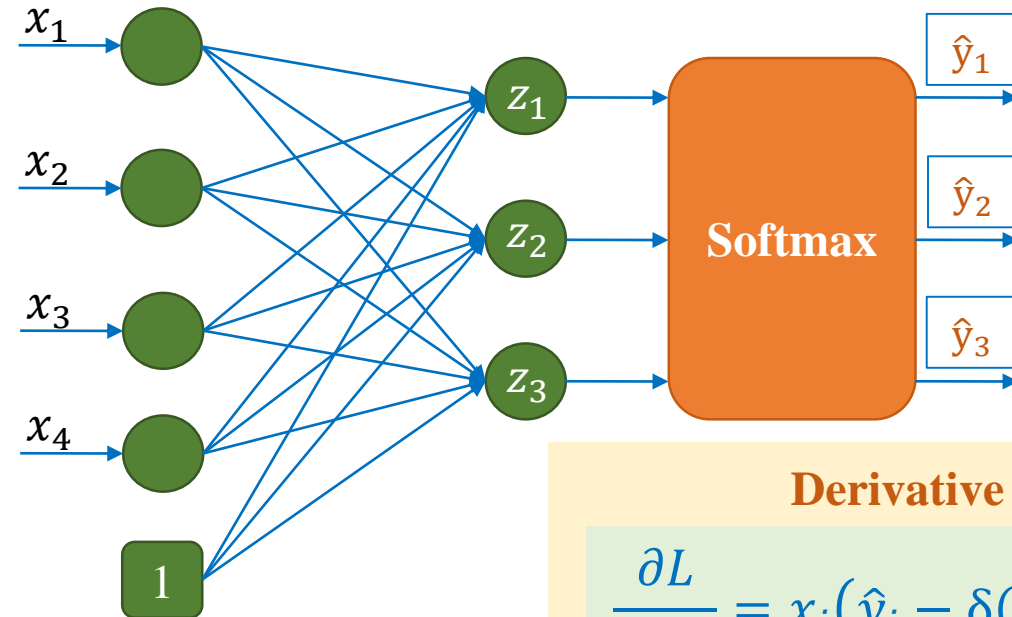 x₁
x₂
x₃
x₄
1
z₁
z₂
z₃
Softmax
ŷ₁
ŷ₂
ŷ₃
Derivative
∂L
= x ( ŷ − δ(